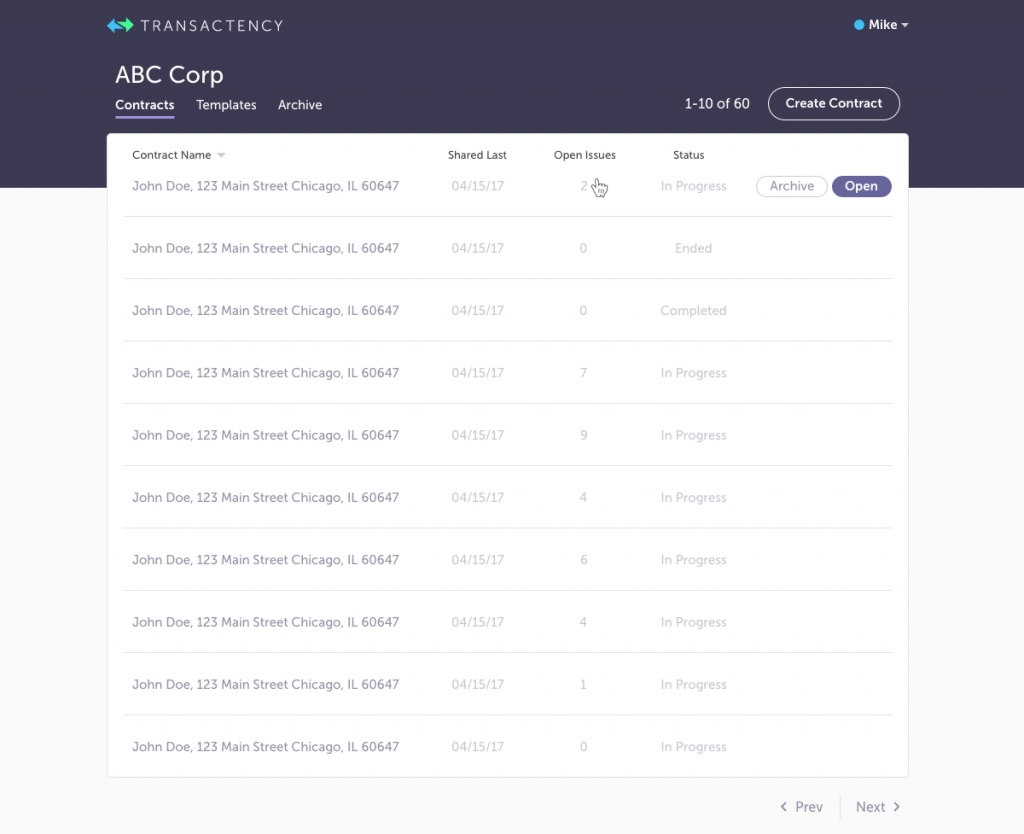 TRANSACTENCY
Mike
ABC Corp
Contracts Templates Archive
1-10 of 60
Create Contract
Contract Name Shared Last Open Issues Status
John Doe, 123 Main Street Chicago, IL 60647 04/15/17 2 In Progress Archive Open
John Doe, 123 Main Street Chicago, IL 60647 04/15/17 0 Ended
John Doe, 123 Main Street Chicago, IL 60647 04/15/17 0 Completed
John Doe, 123 Main Street Chicago, IL 60647 04/15/17 7 In Progress
John Doe, 123 Main Street Chicago, IL 60647 04/15/17 9 In Progress
John Doe, 123 Main Street Chicago, IL 60647 04/15/17 4 In Progress
John Doe, 123 Main Street Chicago, IL 60647 04/15/17 6 In Progress
John Doe, 123 Main Street Chicago, IL 60647 04/15/17 4 In Progress
John Doe, 123 Main Street Chicago, IL 60647 04/15/17 1 In Progress
John Doe, 123 Main Street Chicago, IL 60647 04/15/17 0 In Progress
Prev Next